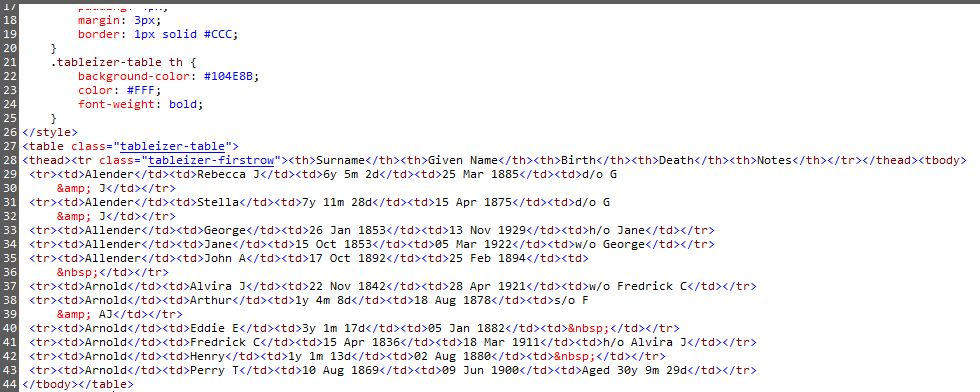 17
18 margin: 3px;
19 border: 1px solid #CCC;
20 }
21 .tableizer-table th {
22 background-color: #104E8B;
23 color: #FFF;
24 font-weight: bold;
25 }
26 </style>
27 <table class="tableizer-table">
28 <thead><tr class="tableizer-firstrow"><th>Surname</th><th>Given Name</th><th>Birth</th><th>Death</th><th>Notes</th></tr></thead><tbody>
29 <tr><td>Alender</td><td>Rebecca J</td><td>6y 5m 2d</td><td>25 Mar 1885</td><td>d/o G
30 &amp; J</td></tr>
31 <tr><td>Alender</td><td>Stella</td><td>7y 11m 28d</td><td>15 Apr 1875</td><td>d/o G
32 &amp; J</td></tr>
33 <tr><td>Allender</td><td>George</td><td>26 Jan 1853</td><td>13 Nov 1929</td><td>h/o Jane</td></tr>
34 <tr><td>Allender</td><td>Jane</td><td>15 Oct 1853</td><td>05 Mar 1922</td><td>w/o George</td></tr>
35 <tr><td>Allender</td><td>John A</td><td>17 Oct 1892</td><td>25 Feb 1894</td><td>
36 &nbsp;</td></tr>
37 <tr><td>Arnold</td><td>Alvira J</td><td>22 Nov 1842</td><td>28 Apr 1921</td><td>w/o Fredrick C</td></tr>
38 <tr><td>Arnold</td><td>Arthur</td><td>1y 4m 8d</td><td>18 Aug 1878</td><td>s/o F
39 &amp; AJ</td></tr>
40 <tr><td>Arnold</td><td>Eddie E</td><td>3y 1m 17d</td><td>05 Jan 1882</td><td>&nbsp;</td></tr>
41 <tr><td>Arnold</td><td>Fredrick C</td><td>15 Apr 1836</td><td>18 Mar 1911</td><td>h/o Alvira J</td></tr>
42 <tr><td>Arnold</td><td>Henry</td><td>1y 1m 13d</td><td>02 Aug 1880</td><td>&nbsp;</td></tr>
43 <tr><td>Arnold</td><td>Perry T</td><td>10 Aug 1869</td><td>09 Jun 1900</td><td>Aged 30y 9m 29d</td></tr>
44 </tbody></table>